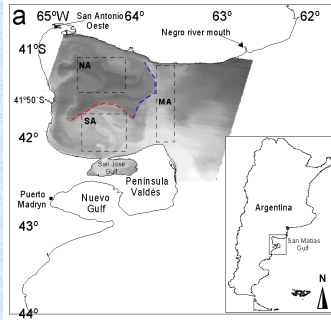 a
65°W
64°
63°
62°
San Antonio
Oeste
Negro river mouth
41°S
NA
MA
41°50´S
SA
42°
San José
Gulf
Puerto
Madryn
Nuevo
Gulf
Península
Valdés
43°
44°
Argentina
San Matías
Gulf
N